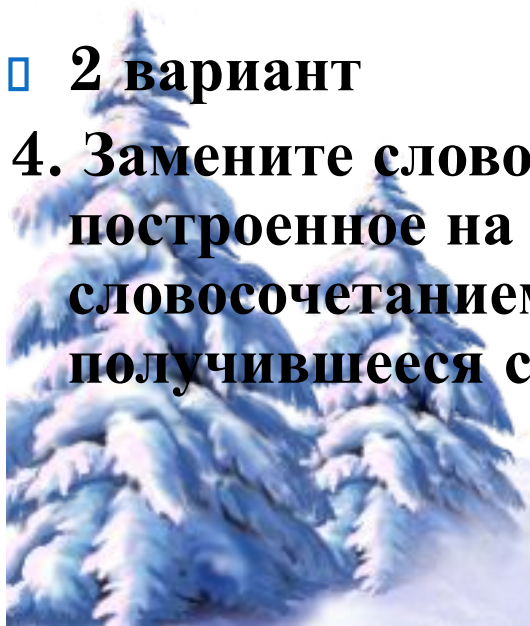 2 вариант
4. Замените слово
построенное на
словосочетанием
получившееся с